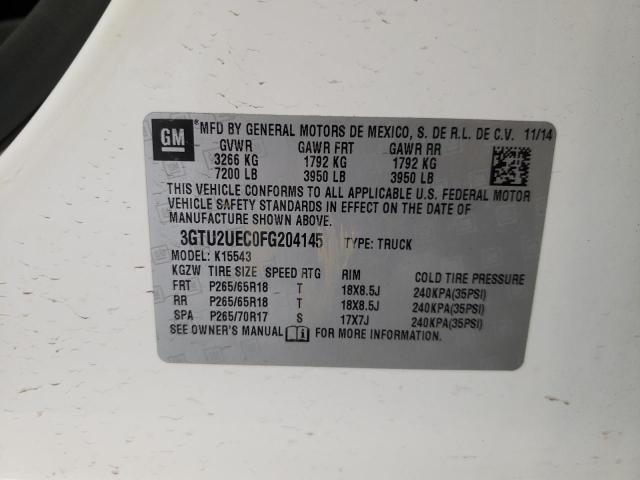 GM ® MFD BY GENERAL MOTORS DE MEXICO, S. DE R.L. DE C.V. 11/14
GVWR GAWR FRT GAWR RR
3266 KG 1792 KG 1792 KG
7200 LB 3950 LB 3950 LB
THIS VEHICLE CONFORMS TO ALL APPLICABLE U.S. FEDERAL MOTOR
VEHICLE SAFETY STANDARDS IN EFFECT ON THE DATE OF
MANUFACTURE SHOWN ABOVE.
3GTU2UEC0FG204145 TYPE: TRUCK
MODEL: K15543
KGZW TIRE SIZE SPEED RTG RIM COLD TIRE PRESSURE
FRT P265/65R18 T 18X8.5J 240KPA(35PSI)
RR P265/65R18 T 18X8.5J 240KPA(35PSI)
SPA P265/70R17 S 17X7J 240KPA(35PSI)
SEE OWNER'S MANUAL FOR MORE INFORMATION.